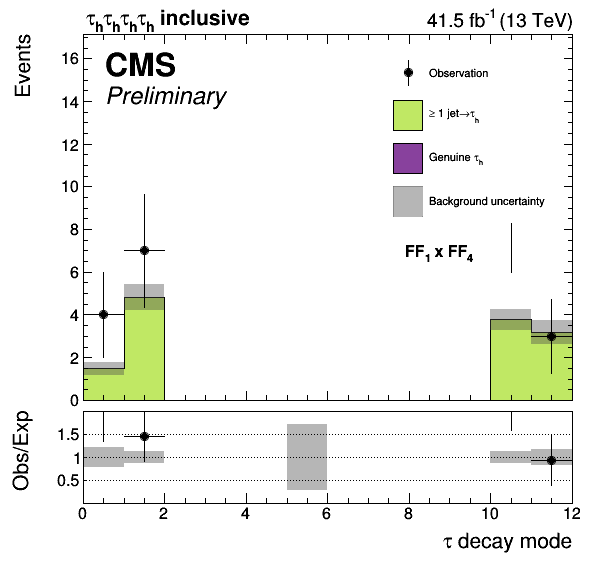 τhτhτhτh inclusive 41.5 fb-1 (13 TeV)
Events
16
14
12
10
8
6
4
2
0
CMS
Preliminary
Observation
≥ 1 jet→τh
Genuine τh
Background uncertainty
FF1 x FF4
Obs/Exp
1.5
1
0.5
0 2 4 6 8 10 12
τ decay mode